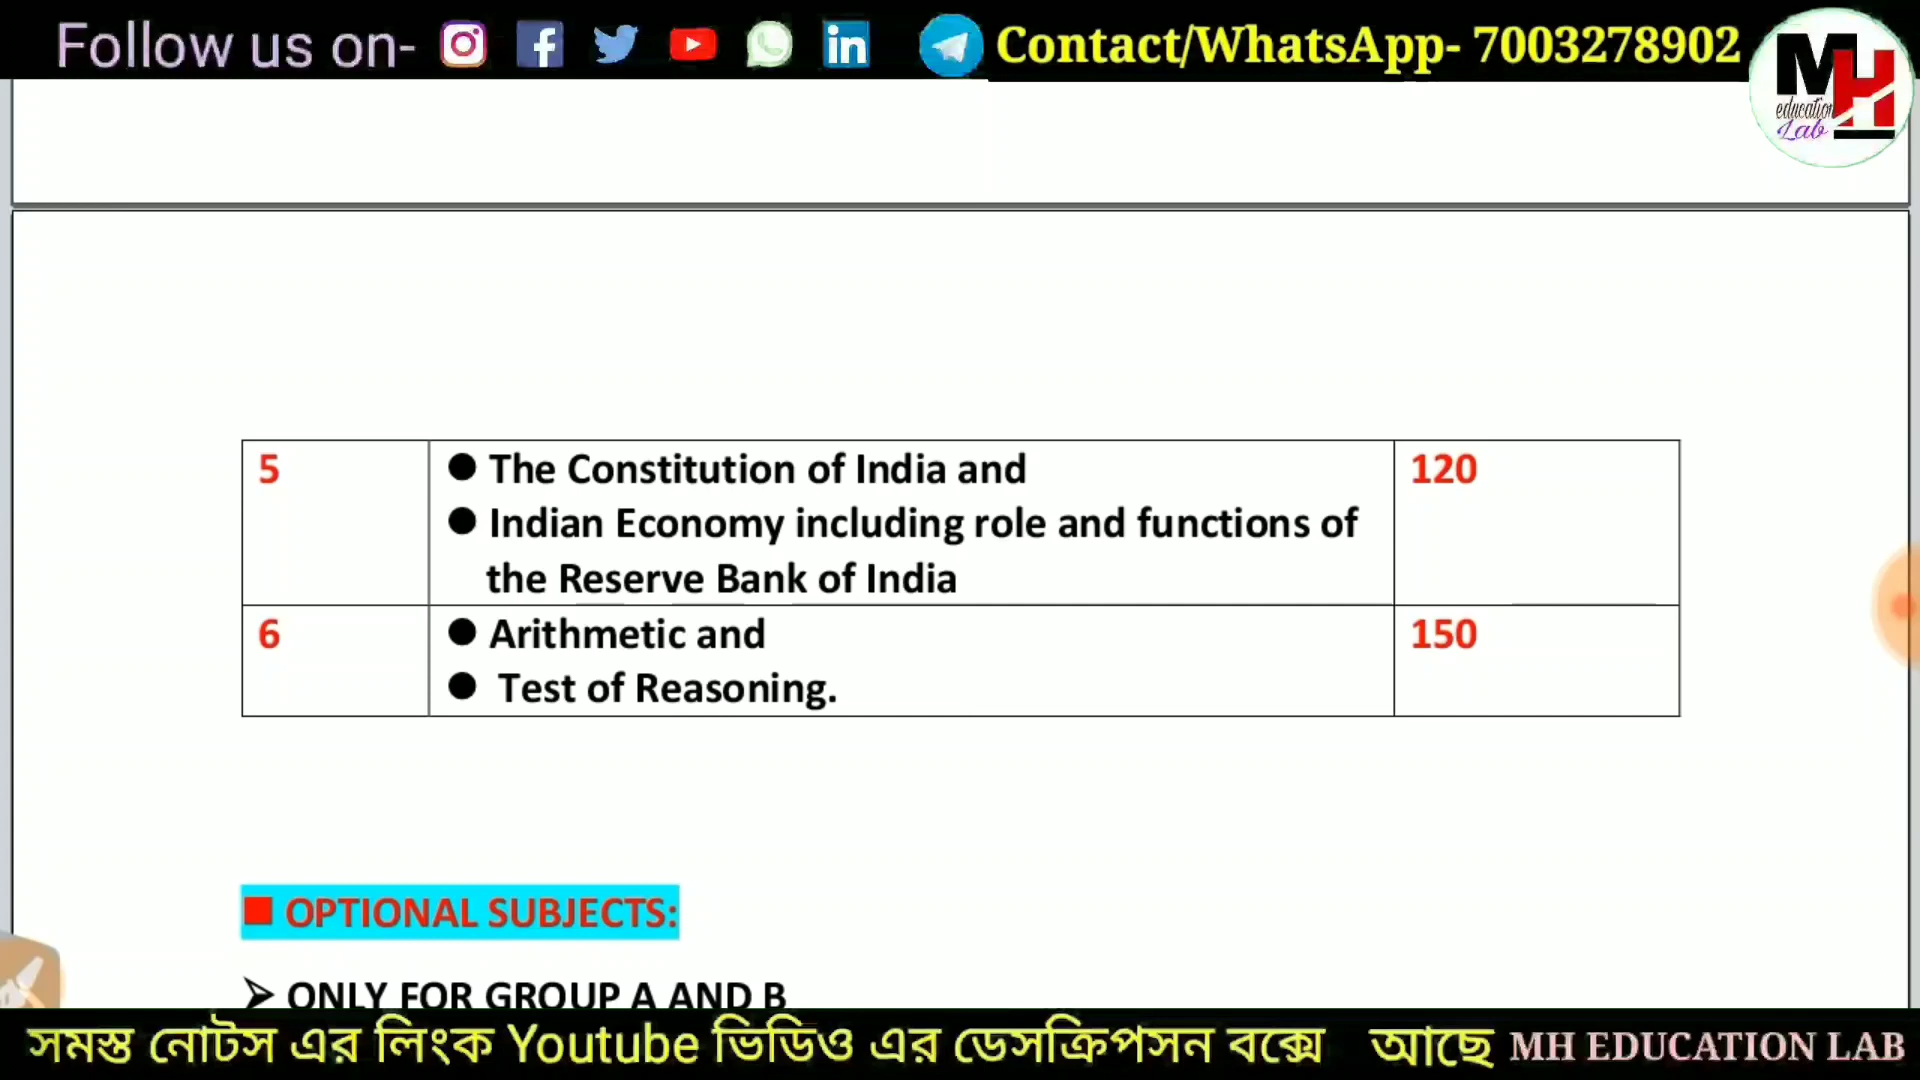 Follow us on- Contact/WhatsApp- 7003278902
MH
education
Lab
5 ● The Constitution of India and 120
● Indian Economy including role and functions of
the Reserve Bank of India
6 ● Arithmetic and 150
● Test of Reasoning.
■ OPTIONAL SUBJECTS:
➢ ONLY FOR GROUP A AND B
সমস্ত নোটস এর লিংক Youtube ভিডিও এর ডেসক্রিপসন বক্সে আছে MH EDUCATION LAB